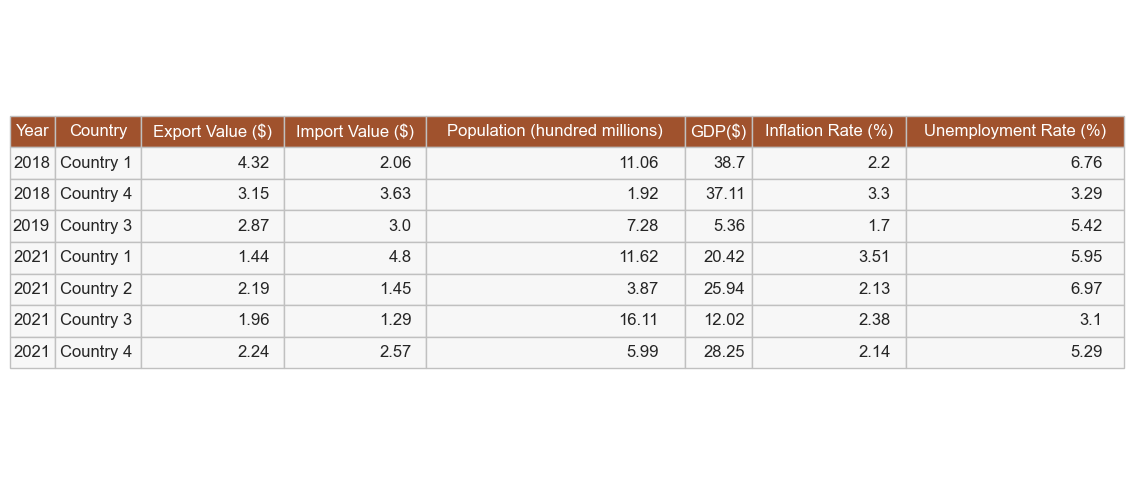 Year Country Export Value ($) Import Value ($) Population (hundred millions) GDP($) Inflation Rate (%) Unemployment Rate (%)
2018 Country 1 4.32 2.06 11.06 38.7 2.2 6.76
2018 Country 4 3.15 3.63 1.92 37.11 3.3 3.29
2019 Country 3 2.87 3.0 7.28 5.36 1.7 5.42
2021 Country 1 1.44 4.8 11.62 20.42 3.51 5.95
2021 Country 2 2.19 1.45 3.87 25.94 2.13 6.97
2021 Country 3 1.96 1.29 16.11 12.02 2.38 3.1
2021 Country 4 2.24 2.57 5.99 28.25 2.14 5.29